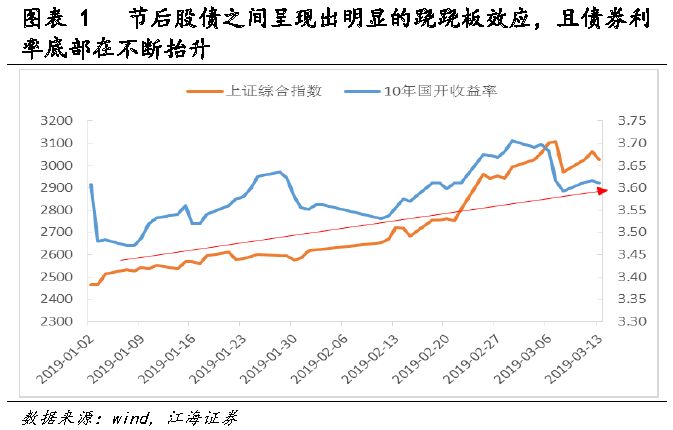 图表 1 节后股债之间呈现出明显的跷跷板效应，且债券利
率底部在不断抬升
上证综合指数 10年国开收益率
3200 3.75
3100 3.70
3000 3.65
2900 3.60
2800 3.55
2700 3.50
2600 3.45
2500 3.40
2400 3.35
2300 3.30
2019-01-02 2019-01-09 2019-01-16 2019-01-23 2019-01-30 2019-02-06 2019-02-13 2019-02-20 2019-02-27 2019-03-06 2019-03-13
数据来源：wind，江海证券